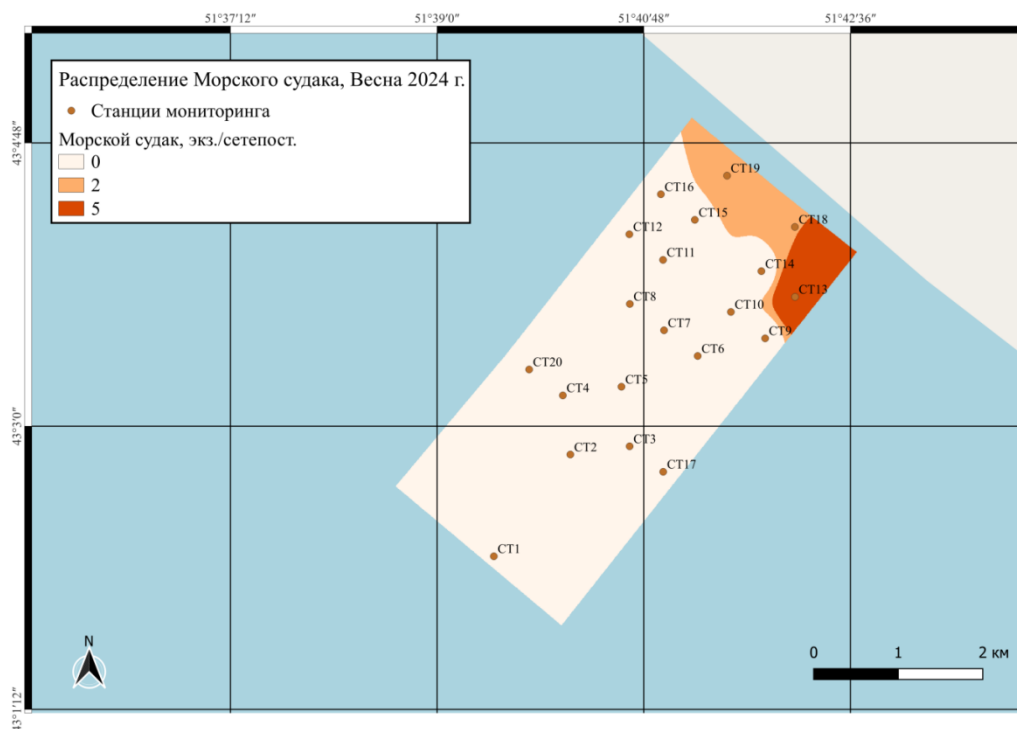 51°37'12"
51°39'0"
51°40'48"
51°42'36"
Распределение Морского судака, Весна 2024 г.
Станции мониторинга
Морской судак, экз./сетепост.
0
2
5
43°4'48"
43°3'0"
43°1'12"
СТ19
СТ16
СТ15
СТ18
СТ12
СТ11
СТ14
СТ13
СТ8
СТ10
СТ7
СТ9
СТ6
СТ20
СТ5
СТ4
СТ3
СТ2
СТ17
СТ1
N
0 1 2 км